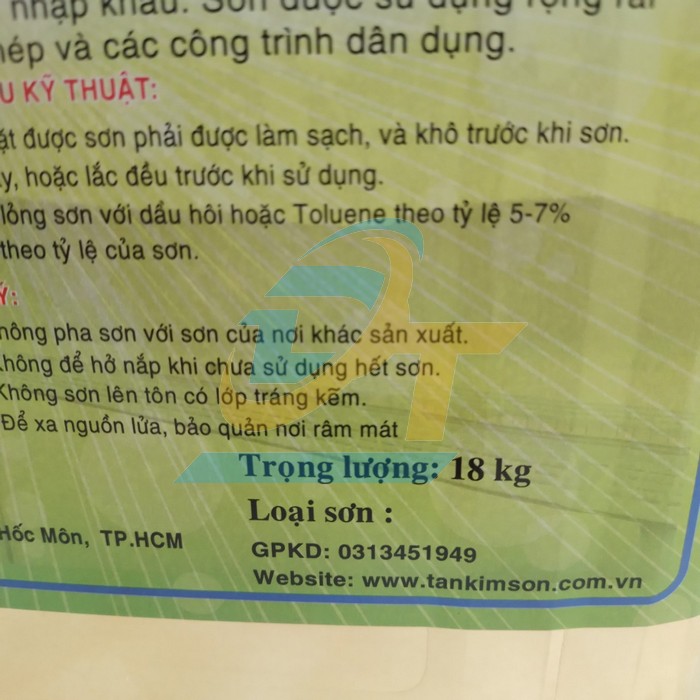 nhập khẩu. Sơn được sử dụng rộng rãi
hép và các công trình dân dụng.
U KỸ THUẬT:
ặt được sơn phải được làm sạch, và khô trước khi sơn.
y, hoặc lắc đều trước khi sử dụng.
lỏng sơn với dầu hôi hoặc Toluene theo tỷ lệ 5-7%
theo tỷ lệ của sơn.
Ý:
hông pha sơn với sơn của nơi khác sản xuất.
Không để hở nắp khi chưa sử dụng hết sơn.
Không sơn lên tôn có lớp tráng kẽm.
Để xa nguồn lửa, bảo quản nơi râm mát
Trọng lượng: 18 kg
Loại sơn :
Hốc Môn, TP.HCM
GPKD: 0313451949
Website: www.tankimson.com.vn